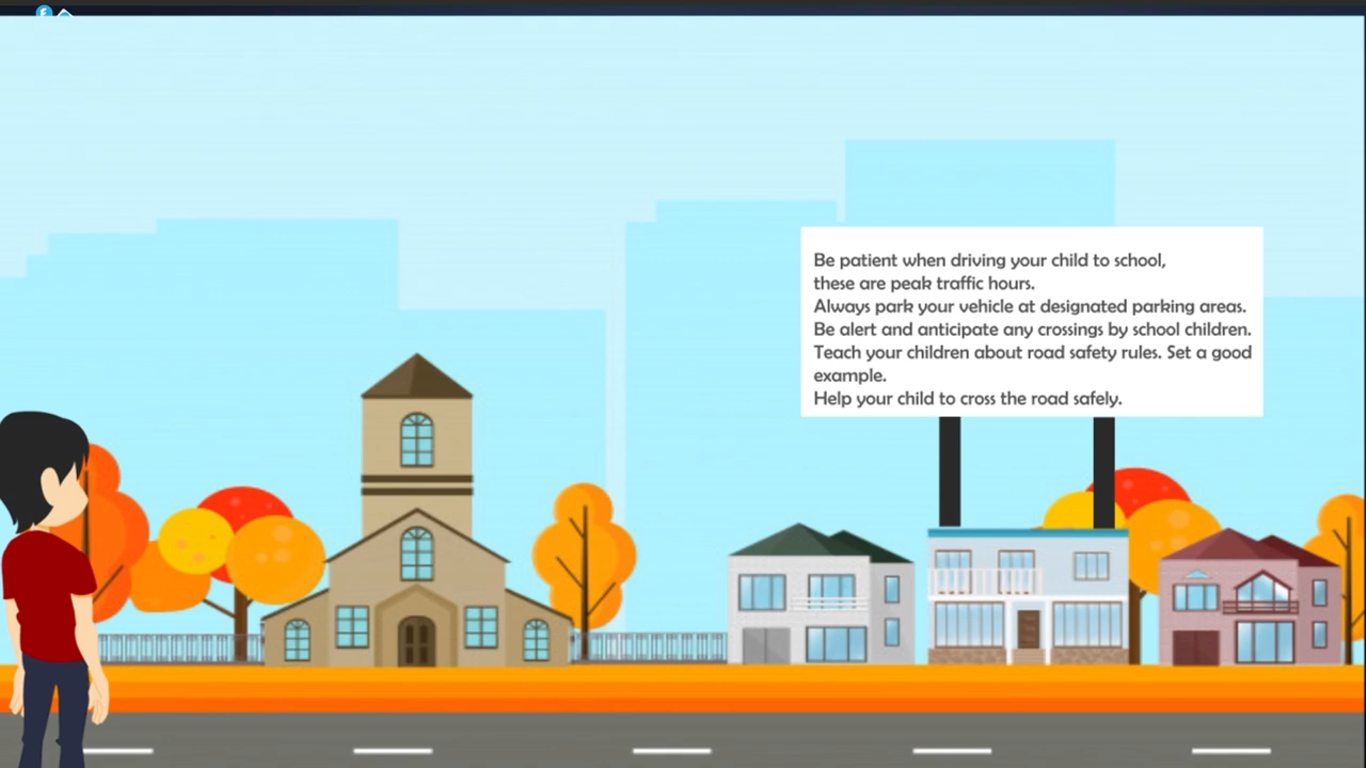 Be patient when driving your child to school,
these are peak traffic hours.
Always park your vehicle at designated parking areas.
Be alert and anticipate any crossings by school children.
Teach your children about road safety rules. Set a good
example.
Help your child to cross the road safely.